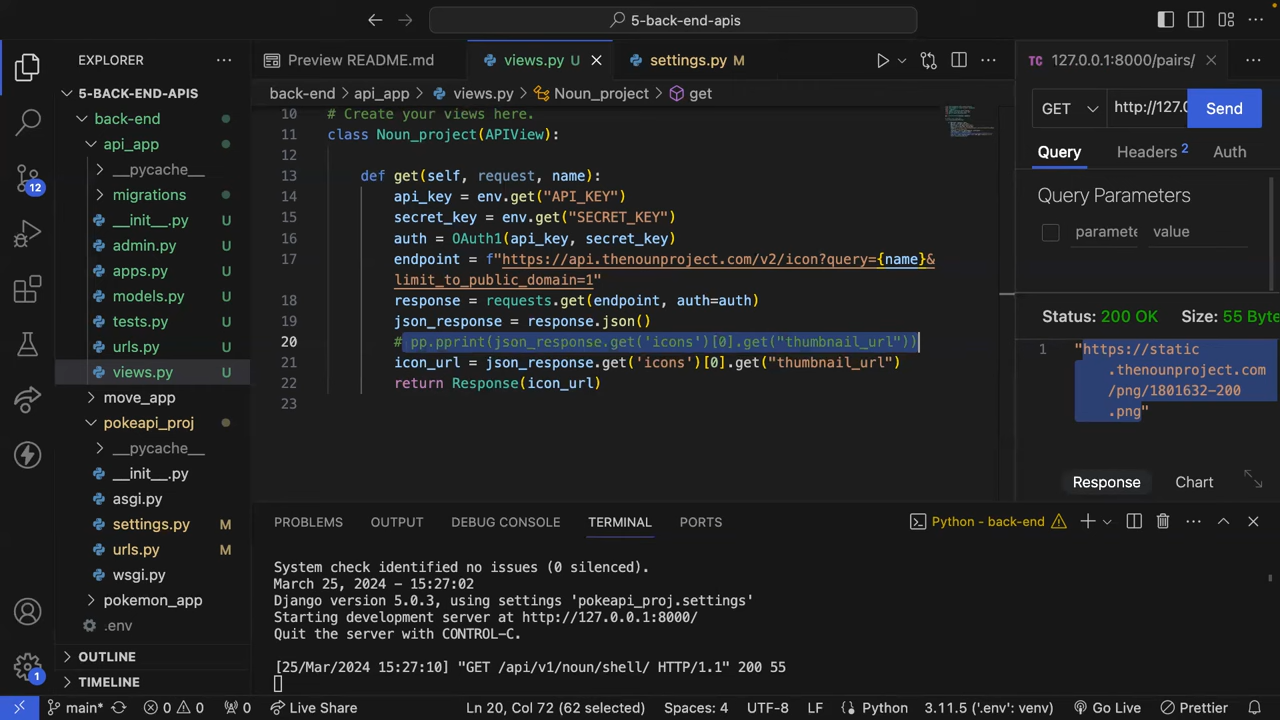 5-back-end-apis
EXPLORER
5-BACK-END-APIS
back-end
api_app
__pycache__
migrations
__init__.py U
admin.py U
apps.py U
models.py U
tests.py U
urls.py U
views.py U
move_app
pokeapi_proj
__pycache__
__init__.py
asgi.py
settings.py M
urls.py M
wsgi.py
pokemon_app
.env
OUTLINE
TIMELINE
12
1
Preview README.md
views.py U
settings.py M
back-end > api_app > views.py > Noun_project > get
10 # Create your views here.
11 class Noun_project(APIView):
12
13 def get(self, request, name):
14 api_key = env.get("API_KEY")
15 secret_key = env.get("SECRET_KEY")
16 auth = OAuth1(api_key, secret_key)
17 endpoint = f"https://api.thenounproject.com/v2/icon?query={name}&
limit_to_public_domain=1"
18 response = requests.get(endpoint, auth=auth)
19 json_response = response.json()
20 # pp.pprint(json_response.get('icons')[0].get("thumbnail_url"))
21 icon_url = json_response.get('icons')[0].get("thumbnail_url")
22 return Response(icon_url)
23
TC 127.0.0.1:8000/pairs/
GET http://127.0 Send
Query Headers 2 Auth
Query Parameters
paramete value
Status: 200 OK Size: 55 Byte
1 "https://static
.thenounproject.com
/png/1801632-200
.png"
Response Chart
PROBLEMS OUTPUT DEBUG CONSOLE TERMINAL PORTS
Python - back-end
System check identified no issues (0 silenced).
March 25, 2024 - 15:27:02
Django version 5.0.3, using settings 'pokeapi_proj.settings'
Starting development server at http://127.0.0.1:8000/
Quit the server with CONTROL-C.
[25/Mar/2024 15:27:10] "GET /api/v1/noun/shell/ HTTP/1.1" 200 55
main* 0 0 0 Live Share Ln 20, Col 72 (62 selected) Spaces: 4 UTF-8 LF Python 3.11.5 ('.env': venv) Go Live Prettier